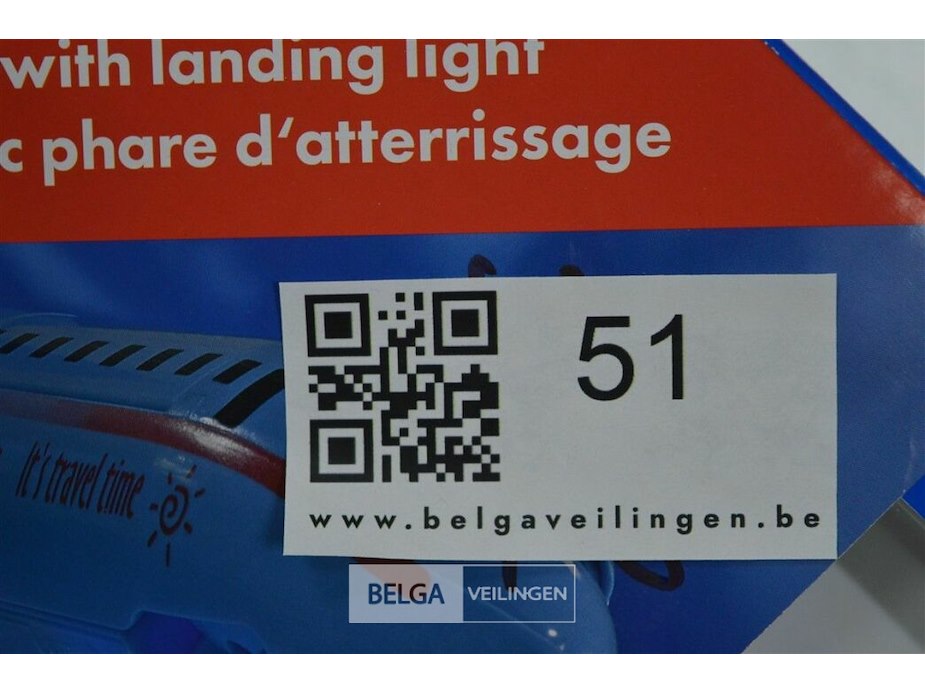 with landing light
c phare d'atterrissage
51
www.belgaveilingen.be
It's travel time
BELGA VEILINGEN